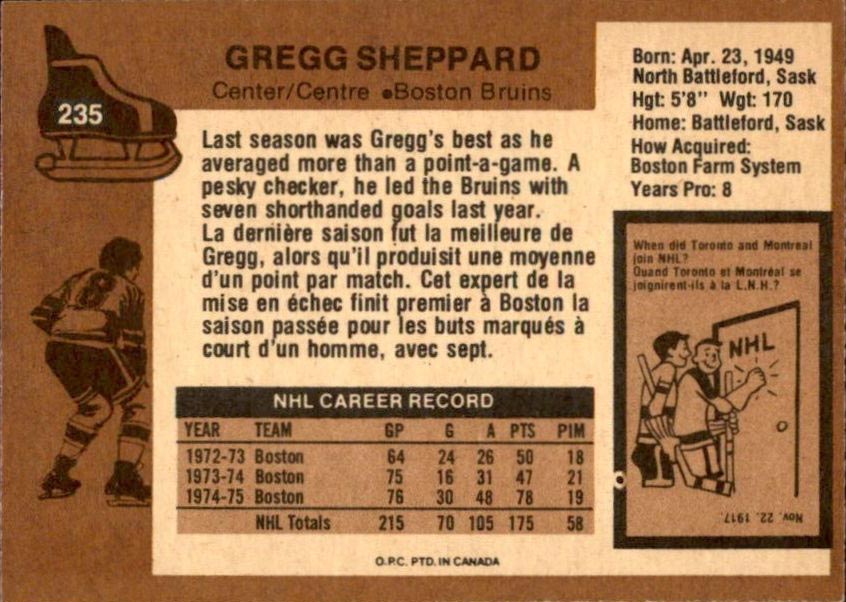 235
GREGG SHEPPARD
Center/Centre •Boston Bruins
Born: Apr. 23, 1949
North Battleford, Sask
Hgt: 5'8" Wgt: 170
Home: Battleford, Sask
How Acquired:
Boston Farm System
Years Pro: 8
Last season was Gregg's best as he
averaged more than a point-a-game. A
pesky checker, he led the Bruins with
seven shorthanded goals last year.
La dernière saison fut la meilleure de
Gregg, alors qu'il produisit une moyenne
d'un point par match. Cet expert de la
mise en échec finit premier à Boston la
saison passée pour les buts marqués à
court d'un homme, avec sept.
When did Toronto and Montreal
join NHL?
Quand Toronto et Montréal se
joignirent-ils à la L.N.H.?
NHL
Nov. 22, 1917.
8
NHL CAREER RECORD
YEAR TEAM GP G A PTS PIM
1972-73 Boston 64 24 26 50 18
1973-74 Boston 75 16 31 47 21
1974-75 Boston 76 30 48 78 19
NHL Totals 215 70 105 175 58
O.P.C. PTD. IN CANADA